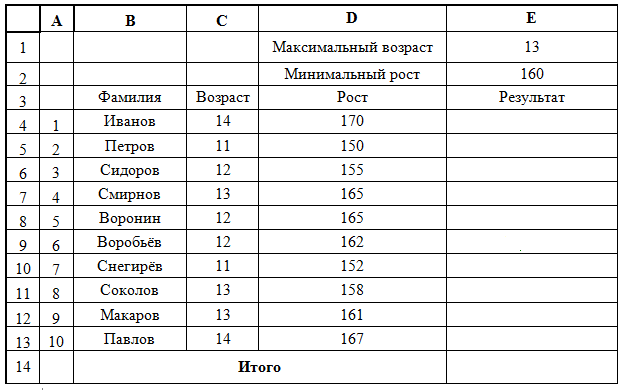 A B C D E
1 Максимальный возраст 13
2 Минимальный рост 160
3 Фамилия Возраст Рост Результат
4 1 Иванов 14 170
5 2 Петров 11 150
6 3 Сидоров 12 155
7 4 Смирнов 13 165
8 5 Воронин 12 165
9 6 Воробьёв 12 162
10 7 Снегирёв 11 152
11 8 Соколов 13 158
12 9 Макаров 13 161
13 10 Павлов 14 167
14 Итого